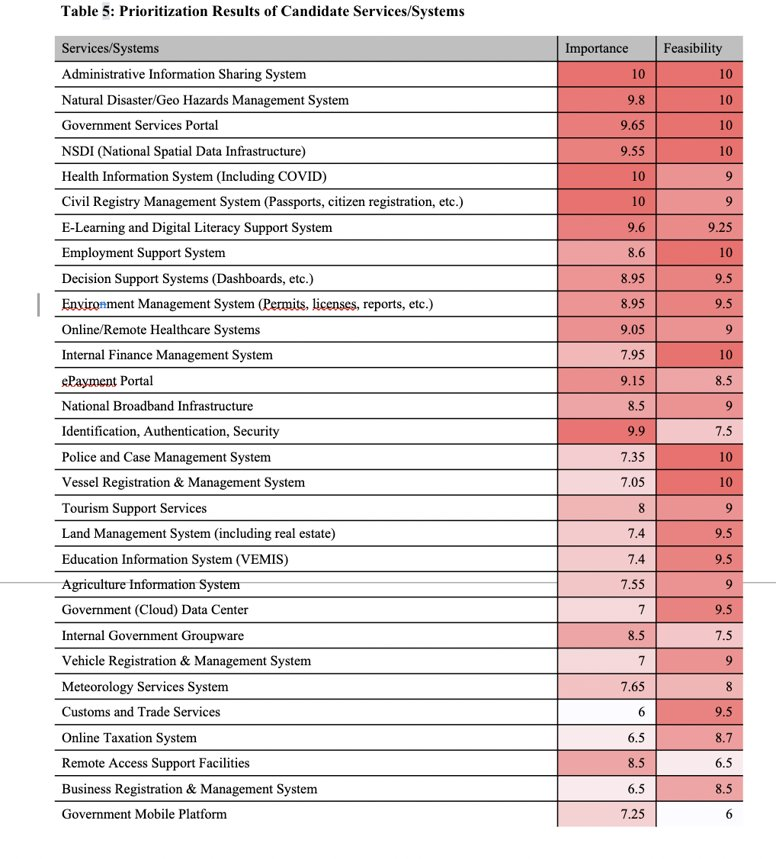 Table 5: Prioritization Results of Candidate Services/Systems
Services/Systems Importance Feasibility
Administrative Information Sharing System 10 10
Natural Disaster/Geo Hazards Management System 9.8 10
Government Services Portal 9.65 10
NSDI (National Spatial Data Infrastructure) 9.55 10
Health Information System (Including COVID) 10 9
Civil Registry Management System (Passports, citizen registration, etc.) 10 9
E-Learning and Digital Literacy Support System 9.6 9.25
Employment Support System 8.6 10
Decision Support Systems (Dashboards, etc.) 8.95 9.5
Environment Management System (Permits, licenses, reports, etc.) 8.95 9.5
Online/Remote Healthcare Systems 9.05 9
Internal Finance Management System 7.95 10
ePayment Portal 9.15 8.5
National Broadband Infrastructure 8.5 9
Identification, Authentication, Security 9.9 7.5
Police and Case Management System 7.35 10
Vessel Registration & Management System 7.05 10
Tourism Support Services 8 9
Land Management System (including real estate) 7.4 9.5
Education Information System (VEMIS) 7.4 9.5
Agriculture Information System 7.55 9
Government (Cloud) Data Center 7 9.5
Internal Government Groupware 8.5 7.5
Vehicle Registration & Management System 7 9
Meteorology Services System 7.65 8
Customs and Trade Services 6 9.5
Online Taxation System 6.5 8.7
Remote Access Support Facilities 8.5 6.5
Business Registration & Management System 6.5 8.5
Government Mobile Platform 7.25 6